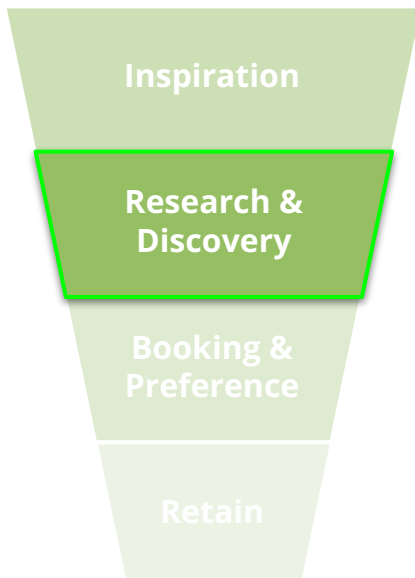 Inspiration
Research &
Discovery
Booking &
Preference
Retain